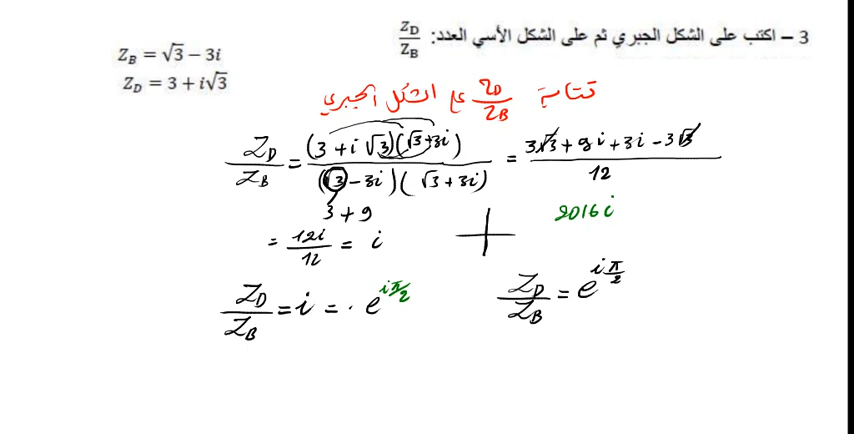 3 – اكتب على الشكل الجبري ثم على الشكل الأسي العدد: Z_D/Z_B
Z_B = √3 − 3i
Z_D = 3 + i√3
كتابة Z_D/Z_B على الشكل الجبري
Z_D/Z_B = (3 + i√3)(√3 + 3i)/(√3 − 3i)(√3 + 3i) = 3√3 + 9i + 3i − 3√3/12
3 + 9
2016 i
= 12i/12 = i
Z_D/Z_B = i = · e^{iπ/2}
Z_D/Z_B = e^{iπ/2}